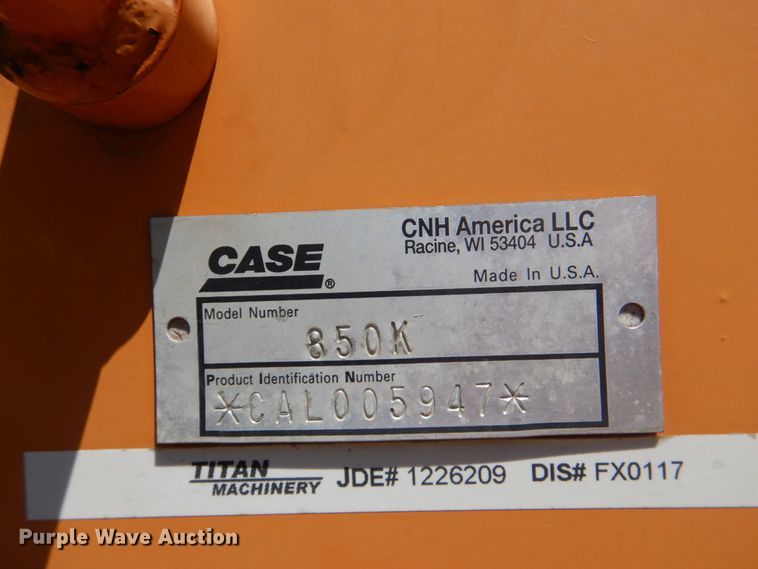 CNH America LLC
Racine, WI 53404 U.S.A
CASE®
Made In U.S.A.
Model Number
850K
Product Identification Number
*CAL005947*
TITAN MACHINERY JDE# 1226209 DIS# FX0117
Purple Wave Auction